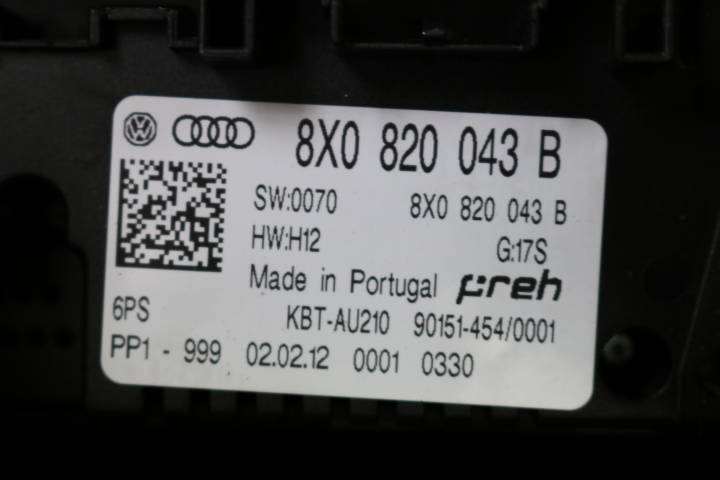 8X0 820 043 B
SW:0070 8X0 820 043 B
HW:H12 G:17S
Made in Portugal preh
6PS KBT-AU210 90151-454/0001
PP1 - 999 02.02.12 0001 0330